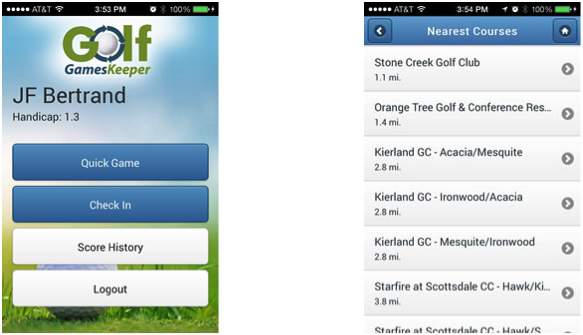 AT&T 3:53 PM 100%
Golf
GamesKeeper
JF Bertrand
Handicap: 1.3
Quick Game
Check In
Score History
Logout
AT&T 3:54 PM 100%
Nearest Courses
Stone Creek Golf Club
1.1 mi.
Orange Tree Golf & Conference Res...
1.4 mi.
Kierland GC - Acacia/Mesquite
2.8 mi.
Kierland GC - Ironwood/Acacia
2.8 mi.
Kierland GC - Mesquite/Ironwood
2.8 mi.
Starfire at Scottsdale CC - Hawk/Ki...
3.8 mi.
Starfire at Scottsdale CC - Hawk/S...